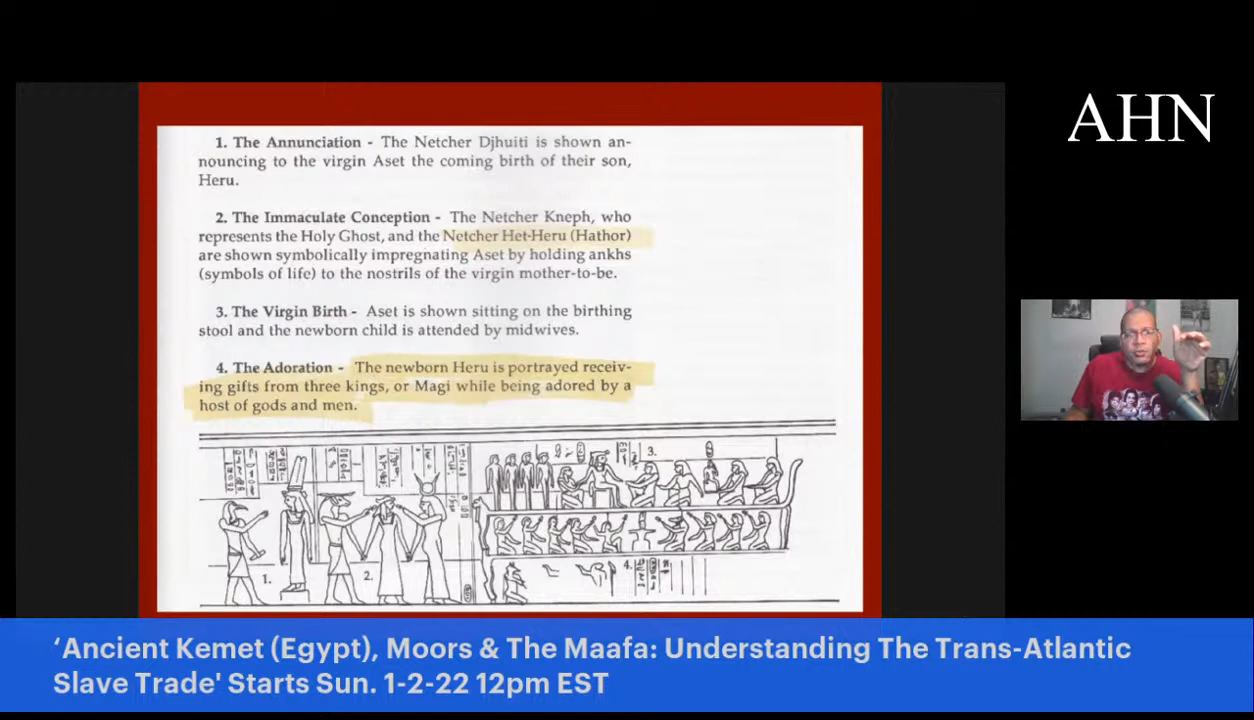 1. The Annunciation - The Netcher Djhuiti is shown an-
nouncing to the virgin Aset the coming birth of their son,
Heru.
2. The Immaculate Conception - The Netcher Kneph, who
represents the Holy Ghost, and the Netcher Het-Heru (Hathor)
are shown symbolically impregnating Aset by holding ankhs
(symbols of life) to the nostrils of the virgin mother-to-be.
3. The Virgin Birth - Aset is shown sitting on the birthing
stool and the newborn child is attended by midwives.
4. The Adoration - The newborn Heru is portrayed receiv-
ing gifts from three kings, or Magi while being adored by a
host of gods and men.
1.
2.
3.
4.
AHN
‘Ancient Kemet (Egypt), Moors & The Maafa: Understanding The Trans-Atlantic
Slave Trade' Starts Sun. 1-2-22 12pm EST